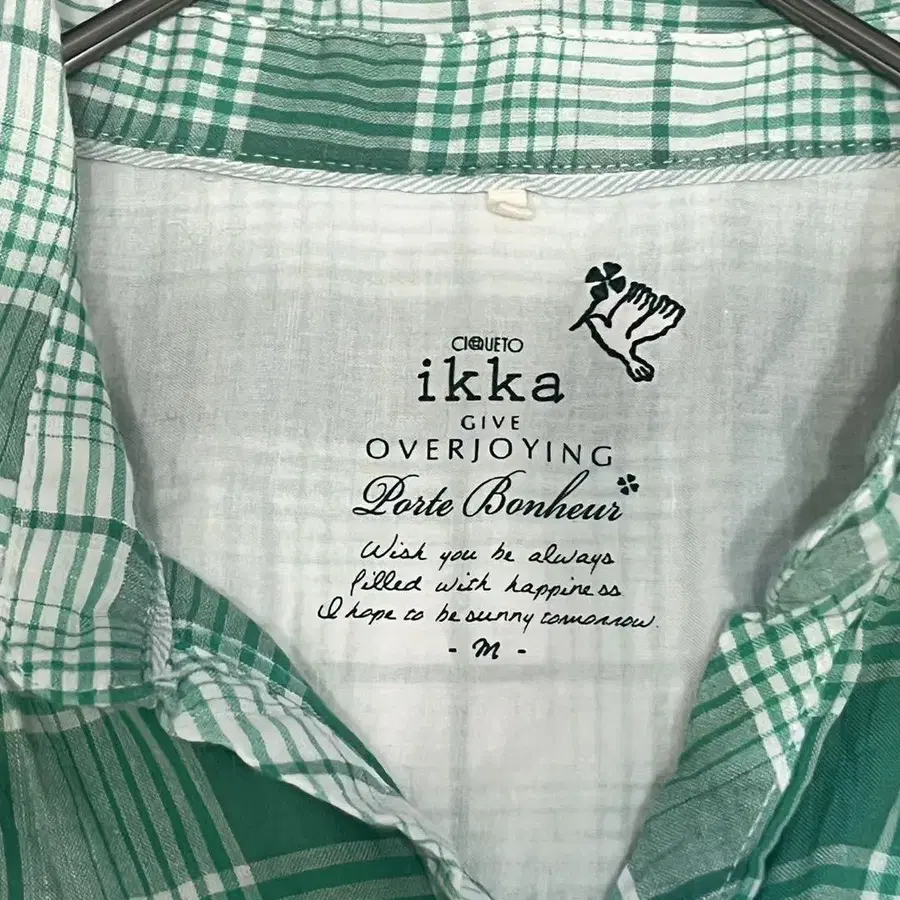 CIQUETO
ikka
GIVE
OVERJOYING
Porte Bonheur
Wish you be always
filled with happiness
I hope to be sunny tomorrow.
- M -